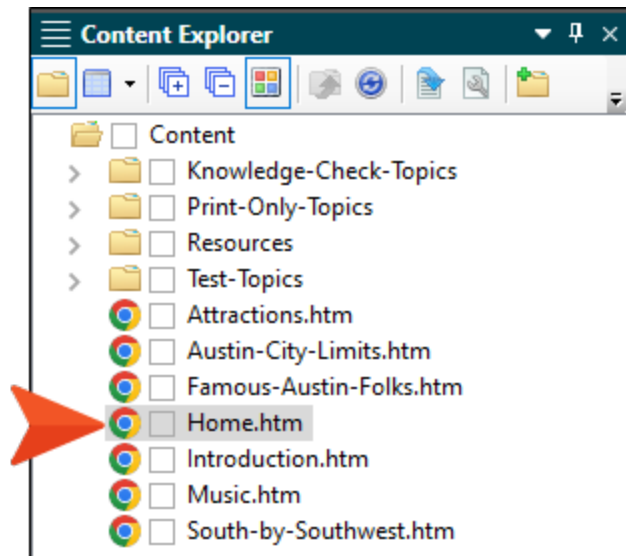 Content Explorer
Content
Knowledge-Check-Topics
Print-Only-Topics
Resources
Test-Topics
Attractions.htm
Austin-City-Limits.htm
Famous-Austin-Folks.htm
Home.htm
Introduction.htm
Music.htm
South-by-Southwest.htm